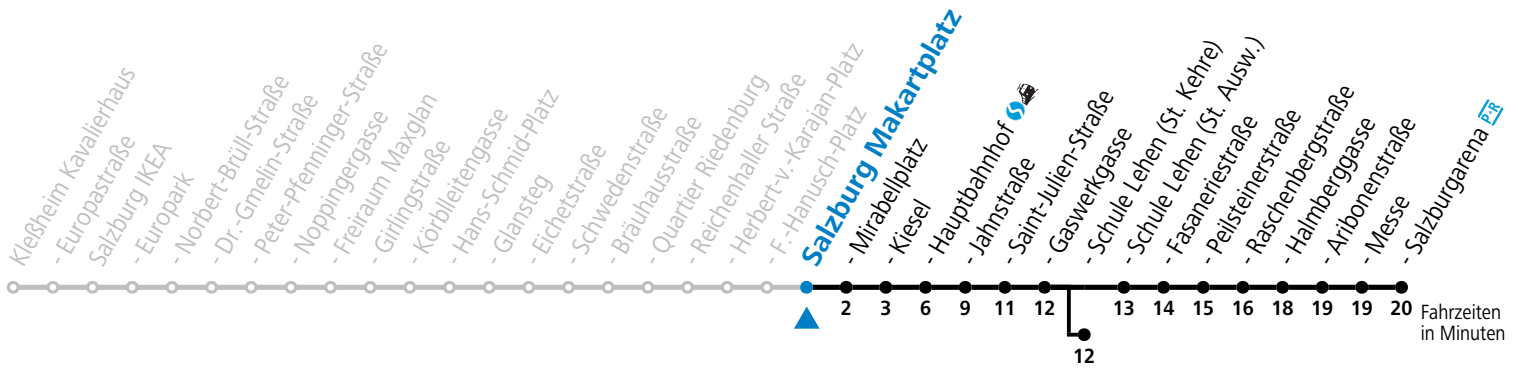 Kleßheim Kavalierhaus
- Europastraße
Salzburg IKEA
- Europark
- Norbert-Brüll-Straße
- Dr.-Gmelin-Straße
- Peter-Pfenninger-Straße
- Noppingergasse
- Freiraum Maxglan
- Girlingstraße
- Körblleitengasse
- Hans-Schmid-Platz
- Glansteg
- Eichetstraße
- Schwedenstraße
- Bräuhausstraße
- Quartier Riedenburg
- Reichenhaller Straße
- Herbert-v.-Karajan-Platz
- F.-Hanusch-Platz
Salzburg Makartplatz
- Mirabellplatz
- Kiesel
- Hauptbahnhof S
- Jahnstraße
- Saint-Julien-Straße
- Gaswerkgasse
- Schule Lehen (St. Kehre)
- Schule Lehen (St. Ausw.)
- Fasaneriestraße
- Peilsteinerstraße
- Raschenbergstraße
- Halmberggasse
- Aribonenstraße
- Messe
- Salzburgarena P+R
2 3 6 9 11 12 13 14 15 16 18 19 19 20
Fahrzeiten
in Minuten
12